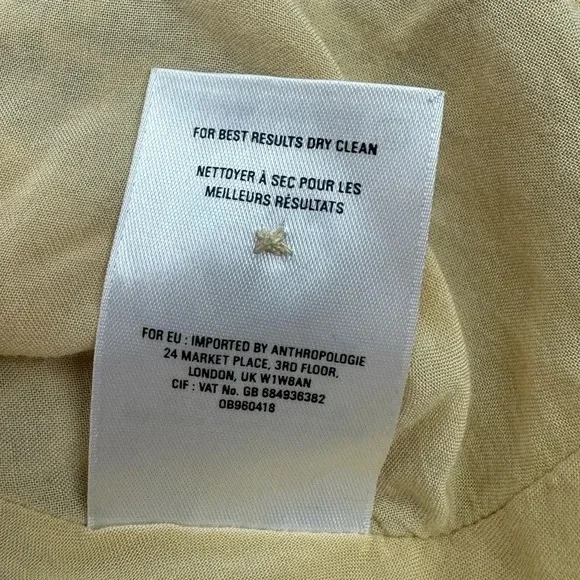 FOR BEST RESULTS DRY CLEAN
NETTOYER À SEC POUR LES
MEILLEURS RÉSULTATS
FOR EU : IMPORTED BY ANTHROPOLOGIE
24 MARKET PLACE, 3RD FLOOR,
LONDON, UK W1W8AN
CIF : VAT No. GB 684936382
OB960418